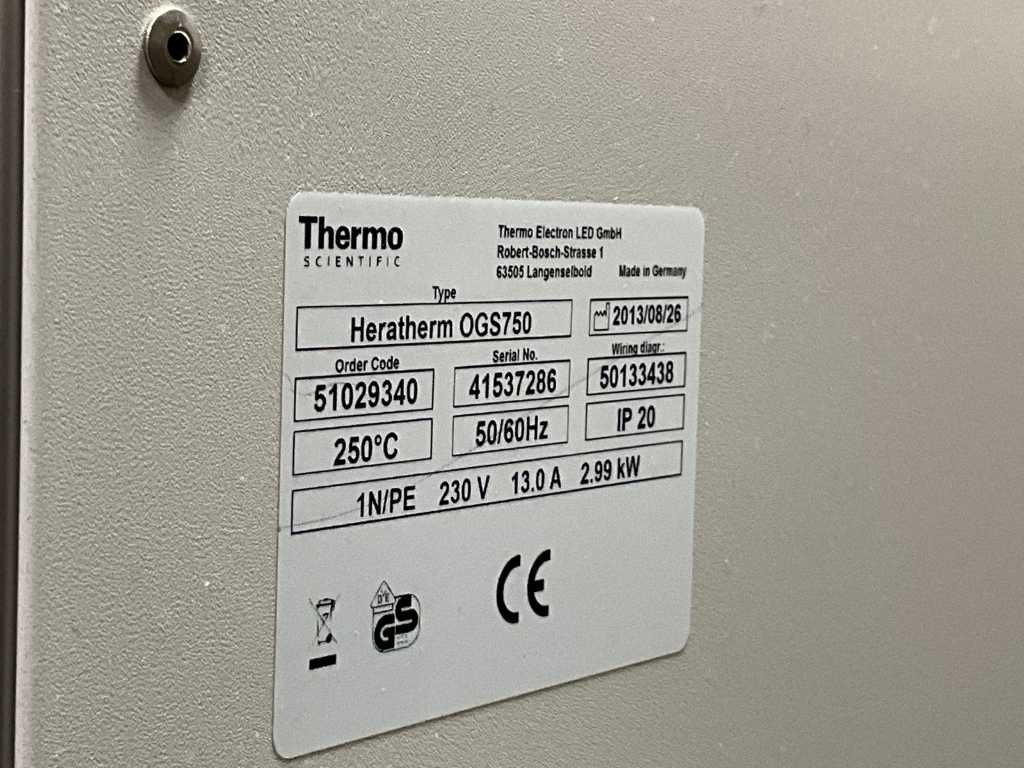 Thermo
SCIENTIFIC
Thermo Electron LED GmbH
Robert-Bosch-Strasse 1
63505 Langenselbold
Made in Germany
Type
Heratherm OGS750
2013/08/26
Order Code
Serial No.
Wiring diagr.:
51029340
41537286
50133438
250°C
50/60Hz
IP 20
1N/PE 230 V 13.0 A 2.99 kW
DVE
GS
CE